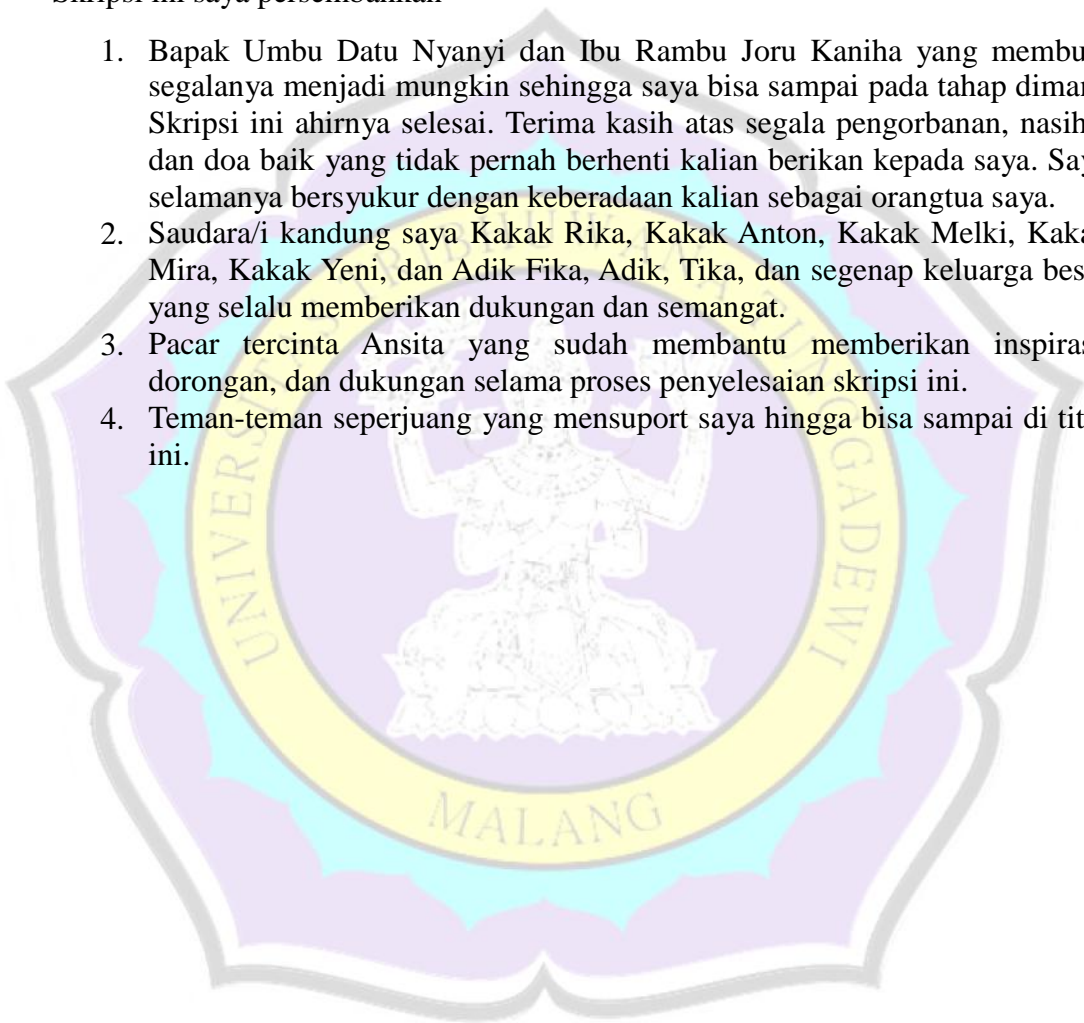 Skripsi ini saya persembahkan
1. Bapak Umbu Datu Nyanyi dan Ibu Rambu Joru Kaniha yang membu
segalanya menjadi mungkin sehingga saya bisa sampai pada tahap diman
Skripsi ini ahirnya selesai. Terima kasih atas segala pengorbanan, nasih
dan doa baik yang tidak pernah berhenti kalian berikan kepada saya. Say
selamanya bersyukur dengan keberadaan kalian sebagai orangtua saya.
2. Saudara/i kandung saya Kakak Rika, Kakak Anton, Kakak Melki, Kaka
Mira, Kakak Yeni, dan Adik Fika, Adik, Tika, dan segenap keluarga bes
yang selalu memberikan dukungan dan semangat.
3. Pacar tercinta Ansita yang sudah membantu memberikan inspiras
dorongan, dan dukungan selama proses penyelesaian skripsi ini.
4. Teman-teman seperjuang yang mensuport saya hingga bisa sampai di tit
ini.
UNIVERSITAS TRIBHUWANA TUNGGADEWI
MALANG